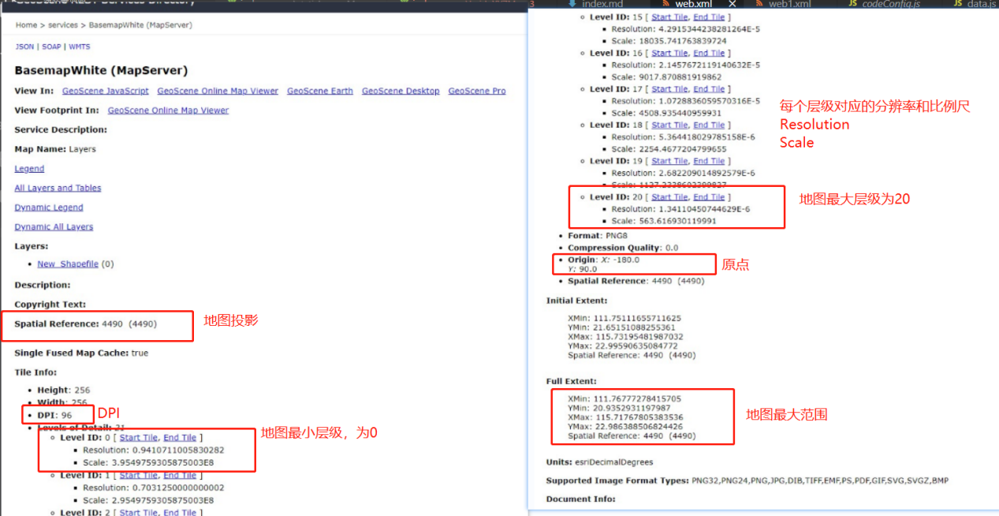 GeoScene REST Services Directory
Home > services > BasemapWhite (MapServer)
JSON | SOAP | WMTS
BasemapWhite (MapServer)
View In: GeoScene JavaScript GeoScene Online Map Viewer GeoScene Earth GeoScene Desktop GeoScene Pro
View Footprint In: GeoScene Online Map Viewer
Service Description:
Map Name: Layers
Legend
All Layers and Tables
Dynamic Legend
Dynamic All Layers
Layers:
• New_Shapefile (0)
Description:
Copyright Text:
Spatial Reference: 4490 (4490)
地图投影
Single Fused Map Cache: true
Tile Info:
• Height: 256
• Width: 256
• DPI: 96
DPI
• Levels of Detail: 21
Level ID: 0 [ Start Tile, End Tile ]
Resolution: 0.9410711005830282
Scale: 3.9549759305875003E8
地图最小层级，为0
Level ID: 1 [ Start Tile, End Tile ]
Resolution: 0.7031250000000002
Scale: 2.9549759305875003E8
Level ID: 2 [ Start Tile, End Tile ]
3 index.md web.xml × web1.xml JS codeConfig.js JS data.js
Level ID: 15 [ Start Tile, End Tile ]
Resolution: 4.2915344238281264E-5
Scale: 18035.741763839724
Level ID: 16 [ Start Tile, End Tile ]
Resolution: 2.1457672119140632E-5
Scale: 9017.870881919862
Level ID: 17 [ Start Tile, End Tile ]
Resolution: 1.0728836059570316E-5
Scale: 4508.935440959931
Level ID: 18 [ Start Tile, End Tile ]
Resolution: 5.364418029785158E-6
Scale: 2254.4677204799655
Level ID: 19 [ Start Tile, End Tile ]
Resolution: 2.682209014892579E-6
Scale: 1127.2338602399827
每个层级对应的分辨率和比例尺
Resolution
Scale
Level ID: 20 [ Start Tile, End Tile ]
Resolution: 1.34110450744629E-6
Scale: 563.616930119991
地图最大层级为20
• Format: PNG8
• Compression Quality: 0.0
• Origin: X: -180.0
Y: 90.0
原点
• Spatial Reference: 4490 (4490)
Initial Extent:
XMin: 111.75111655711625
YMin: 21.65151088255361
XMax: 115.73195481987032
YMax: 22.99590635084772
Spatial Reference: 4490 (4490)
Full Extent:
XMin: 111.76777278415705
YMin: 20.9352931197987
XMax: 115.71767805383536
YMax: 22.986388506824426
Spatial Reference: 4490 (4490)
地图最大范围
Units: esriDecimalDegrees
Supported Image Format Types: PNG32,PNG24,PNG,JPG,DIB,TIFF,EMF,PS,PDF,GIF,SVG,SVGZ,BMP
Document Info: